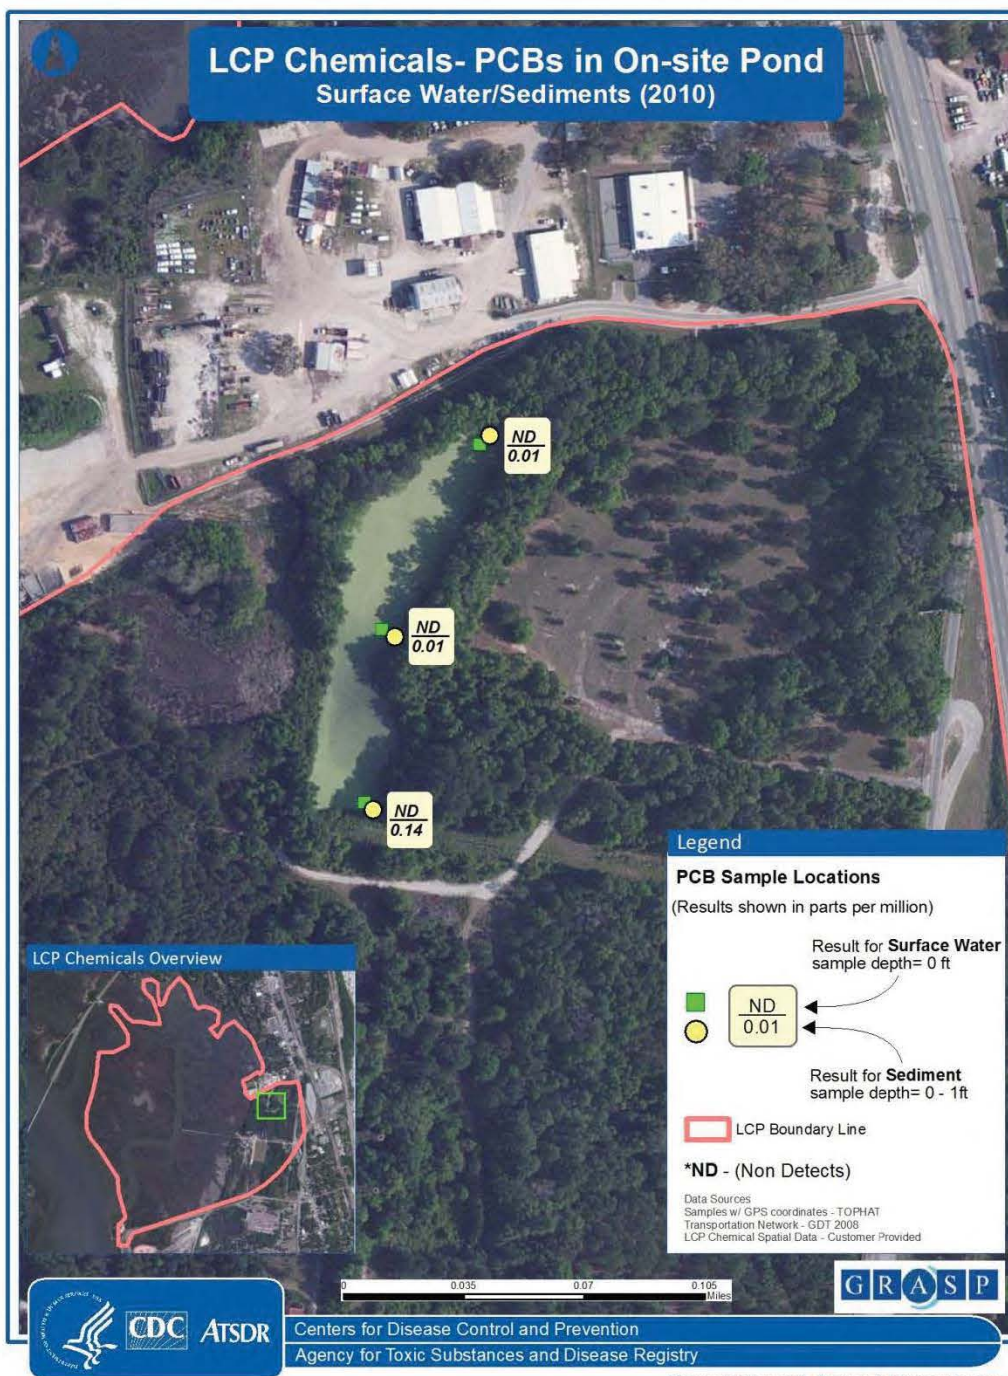 LCP Chemicals- PCBs in On-site Pond
Surface Water/Sediments (2010)
ND
0.01
ND
0.01
ND
0.14
Legend
PCB Sample Locations
(Results shown in parts per million)
Result for Surface Water
sample depth= 0 ft
ND
0.01
Result for Sediment
sample depth= 0 - 1ft
LCP Boundary Line
*ND - (Non Detects)
Data Sources
Samples w/ GPS coordinates - TOPHAT
Transportation Network - GDT 2008
LCP Chemical Spatial Data - Customer Provided
LCP Chemicals Overview
0 0.035 0.07 0.105
Miles
GRASP
CDC ATSDR
Centers for Disease Control and Prevention
Agency for Toxic Substances and Disease Registry